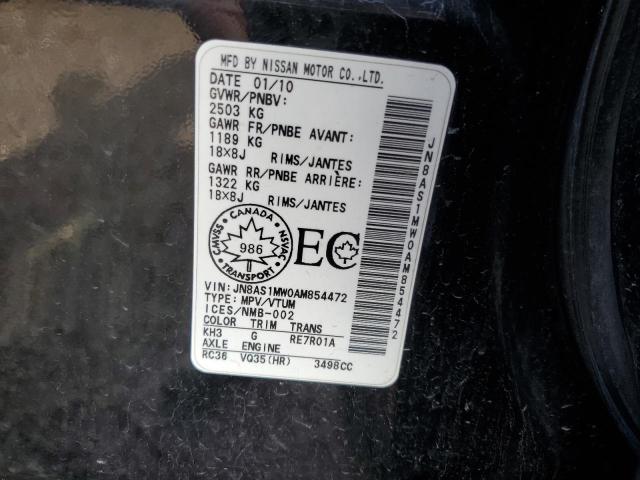 MFD BY NISSAN MOTOR CO.,LTD.
DATE 01/10
GVWR/PNBV:
2503 KG
GAWR FR/PNBE AVANT:
1189 KG
18X8J RIMS/JANTES
GAWR RR/PNBE ARRIÈRE:
1322 KG
18X8J RIMS/JANTES
CANADA
CMVSS 986 NSVAC
TRANSPORT
EC
VIN: JN8AS1MW0AM854472
TYPE: MPV/VTUM
ICES/NMB-002
COLOR TRIM TRANS
KH3 G RE7R01A
AXLE ENGINE
RC36 VQ35(HR) 3498CC
JN8AS1MW0AM854472